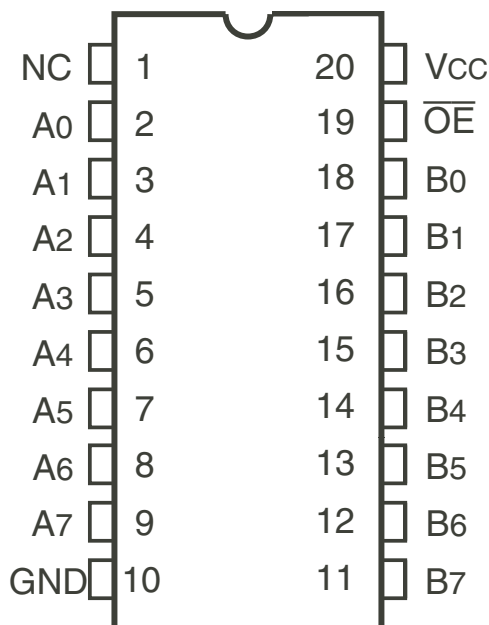 NC 1 20 VCC
A0 2 19 O̅E̅
A1 3 18 B0
A2 4 17 B1
A3 5 16 B2
A4 6 15 B3
A5 7 14 B4
A6 8 13 B5
A7 9 12 B6
GND 10 11 B7